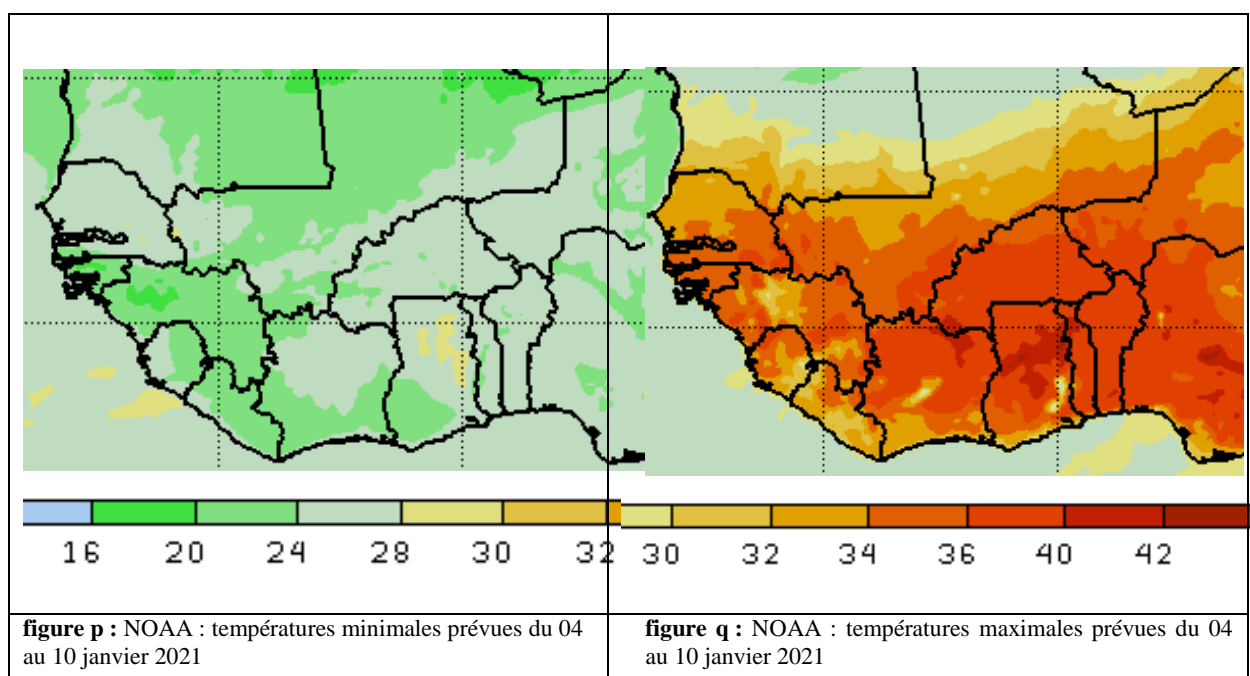 16 20 24 28 30 32
30 32 34 36 40 42
figure p : NOAA : températures minimales prévues du 04
au 10 janvier 2021
figure q : NOAA : températures maximales prévues du 04
au 10 janvier 2021